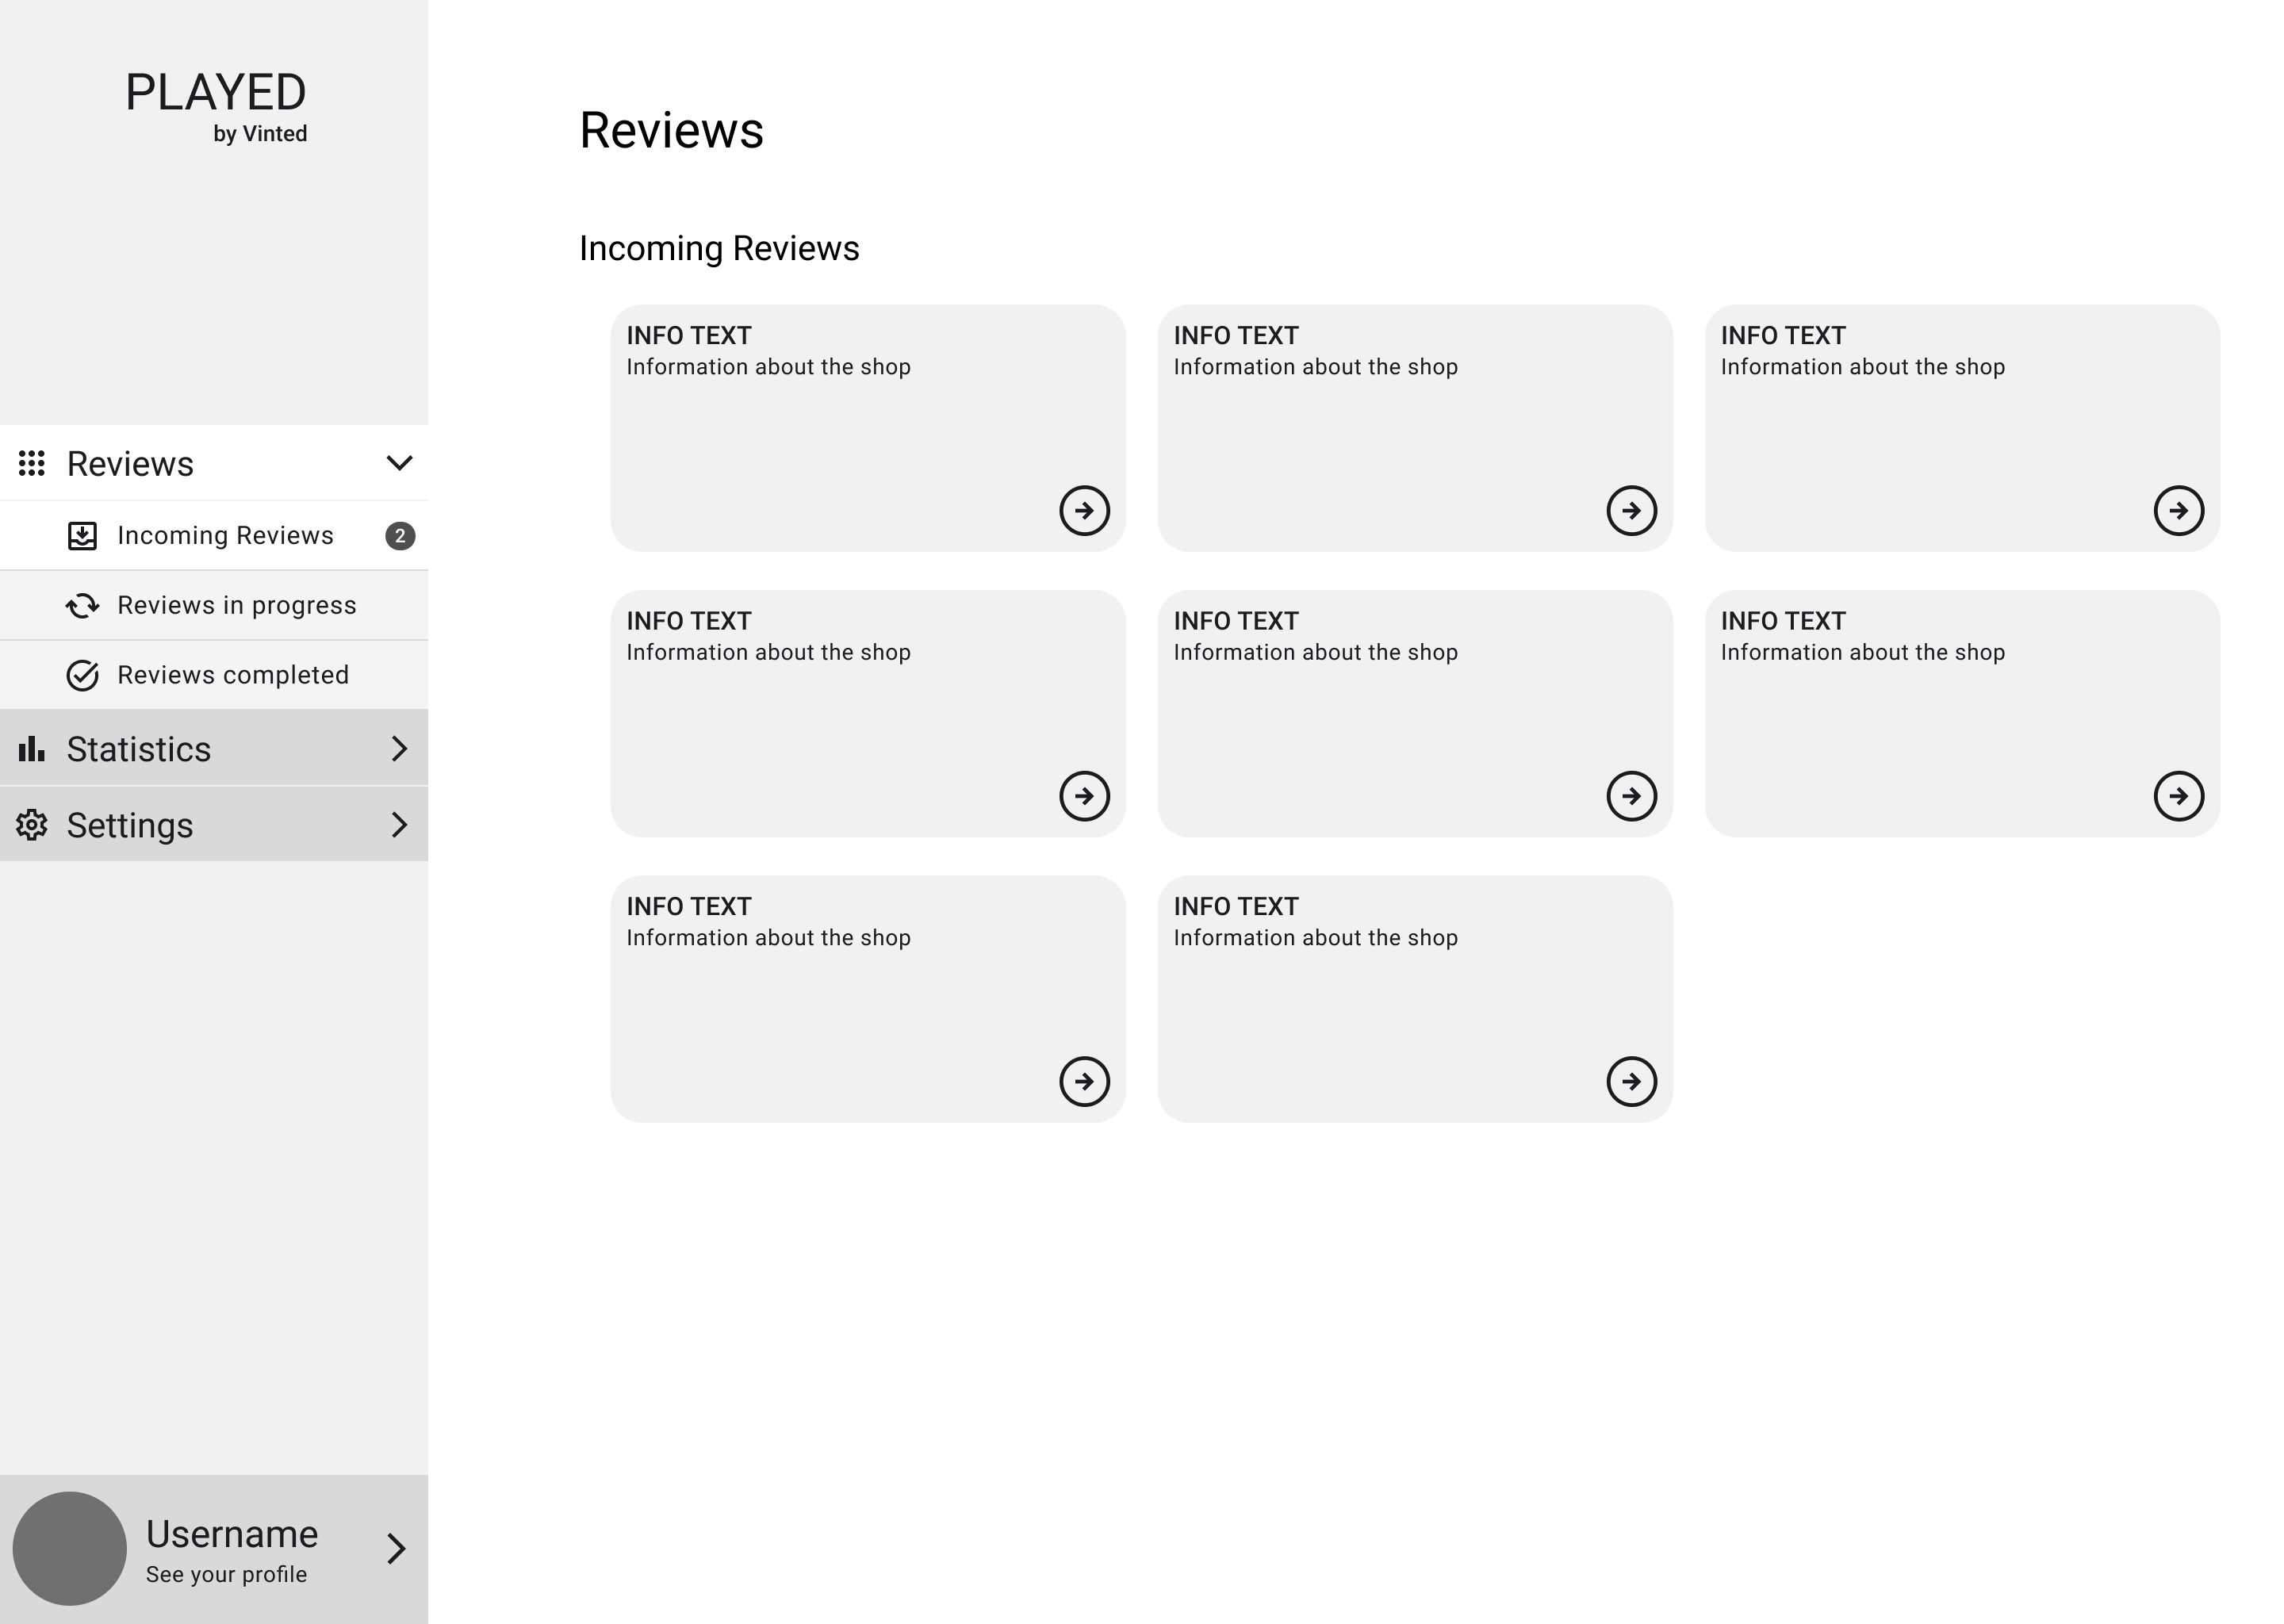 PLAYED
by Vinted
Reviews
Incoming Reviews
2
Reviews in progress
Reviews completed
Statistics
Settings
Username
See your profile
Reviews
Incoming Reviews
INFO TEXT
Information about the shop
INFO TEXT
Information about the shop
INFO TEXT
Information about the shop
INFO TEXT
Information about the shop
INFO TEXT
Information about the shop
INFO TEXT
Information about the shop
INFO TEXT
Information about the shop
INFO TEXT
Information about the shop